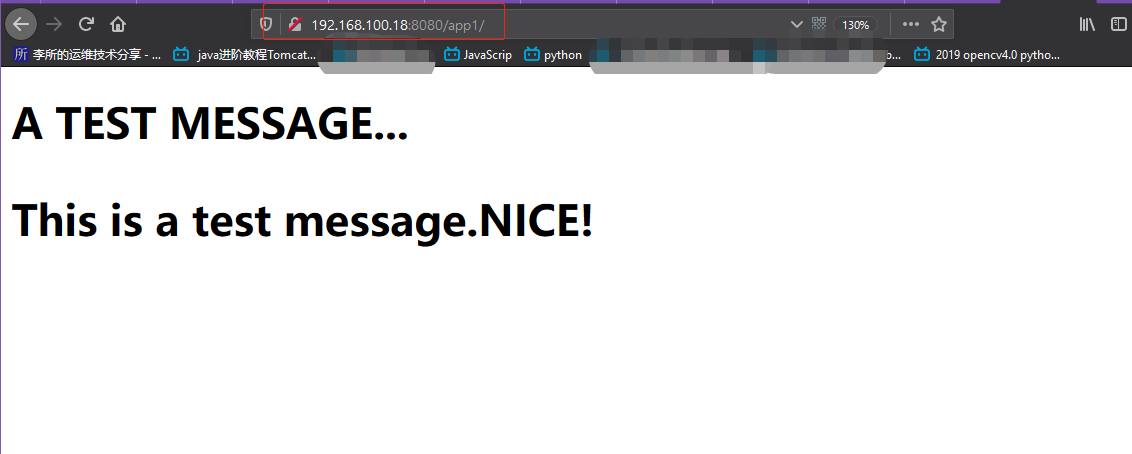 192.168.100.18:8080/app1/
130%
所 李所的运维技术分享 - ...
java进阶教程Tomcat...
JavaScrip
python
b...
2019 opencv4.0 pytho...
A TEST MESSAGE...
This is a test message.NICE!